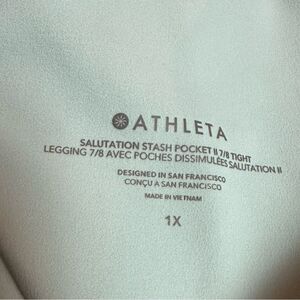 ATHLETA
SALUTATION STASH POCKET II 7/8 TIGHT
LEGGING 7/8 AVEC POCHES DISSIMULÉES SALUTATION II
DESIGNED IN SAN FRANCISCO
CONÇU A SAN FRANCISCO
MADE IN VIETNAM
1X